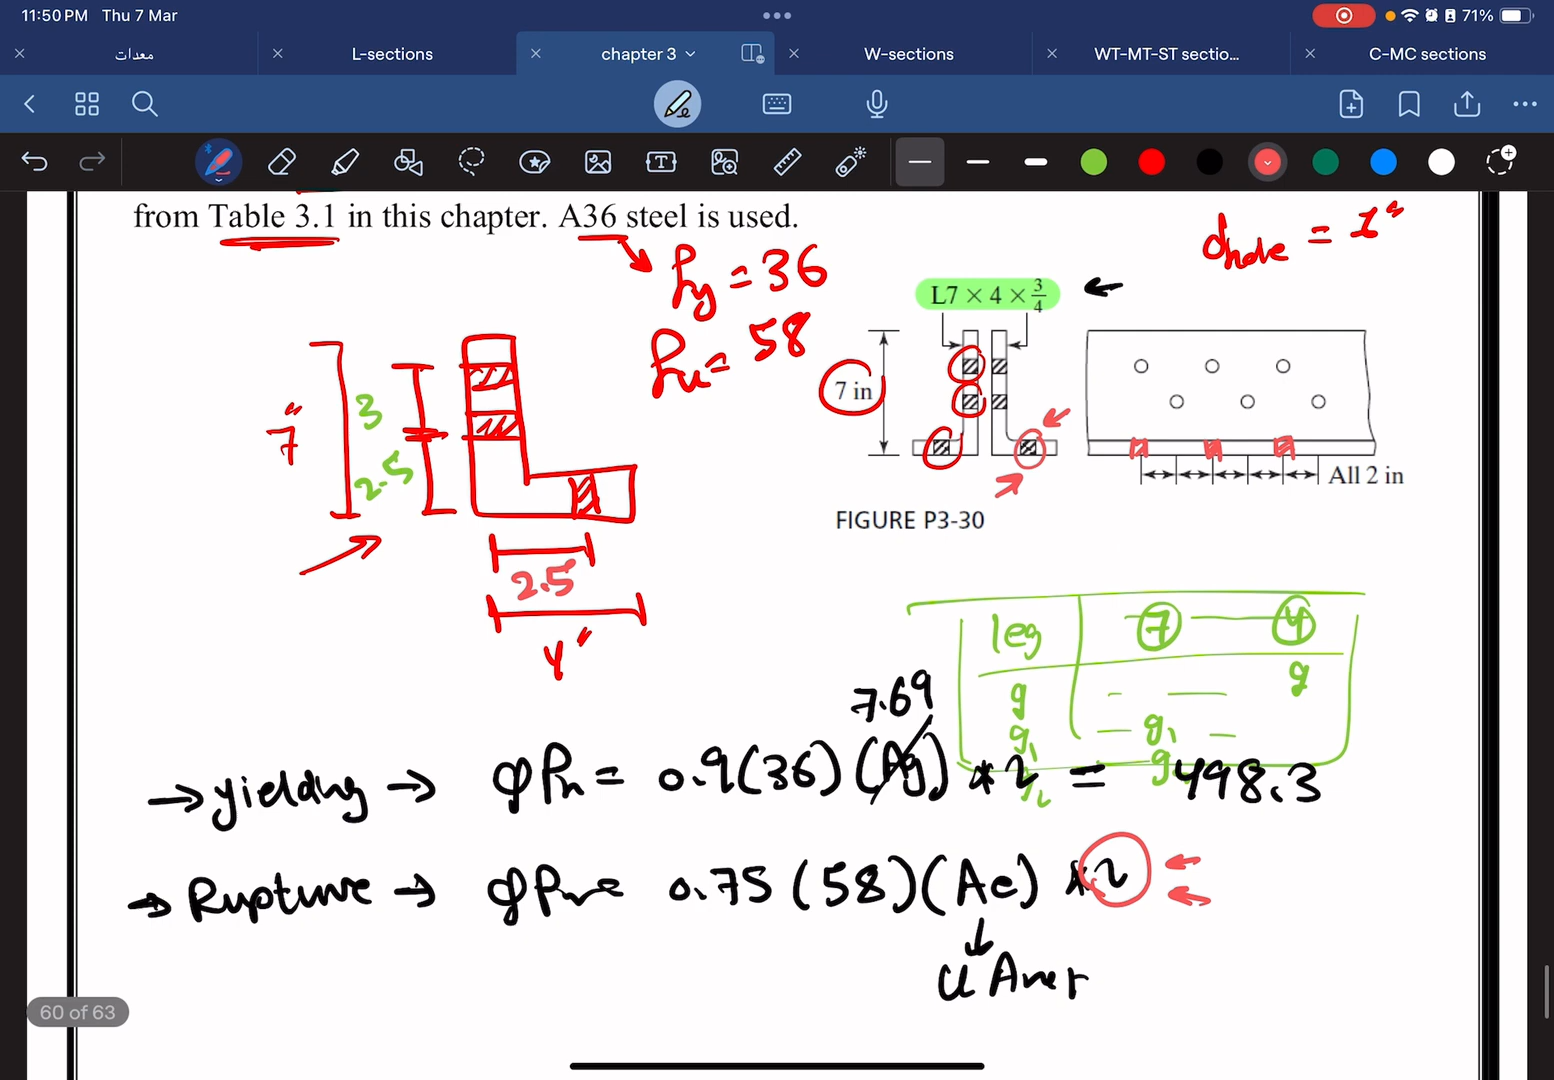 11:50 PM Thu 7 Mar
71%
معدات
L-sections
chapter 3
W-sections
WT-MT-ST sectio...
C-MC sections
from Table 3.1 in this chapter. A36 steel is used.
dhole = 1"
Fy = 36
Fu = 58
L7 × 4 × 3/4
7 in
All 2 in
FIGURE P3-30
7"
3
2.5
2.5
4"
leg 7 4
g g
g₁ g₁
7.69
→ yielding → φPn = 0.9(36)(Ag) * 2 = 498.3
→ Rupture → φPn = 0.75(58)(Ae) * 2
↓
U Anet
60 of 63